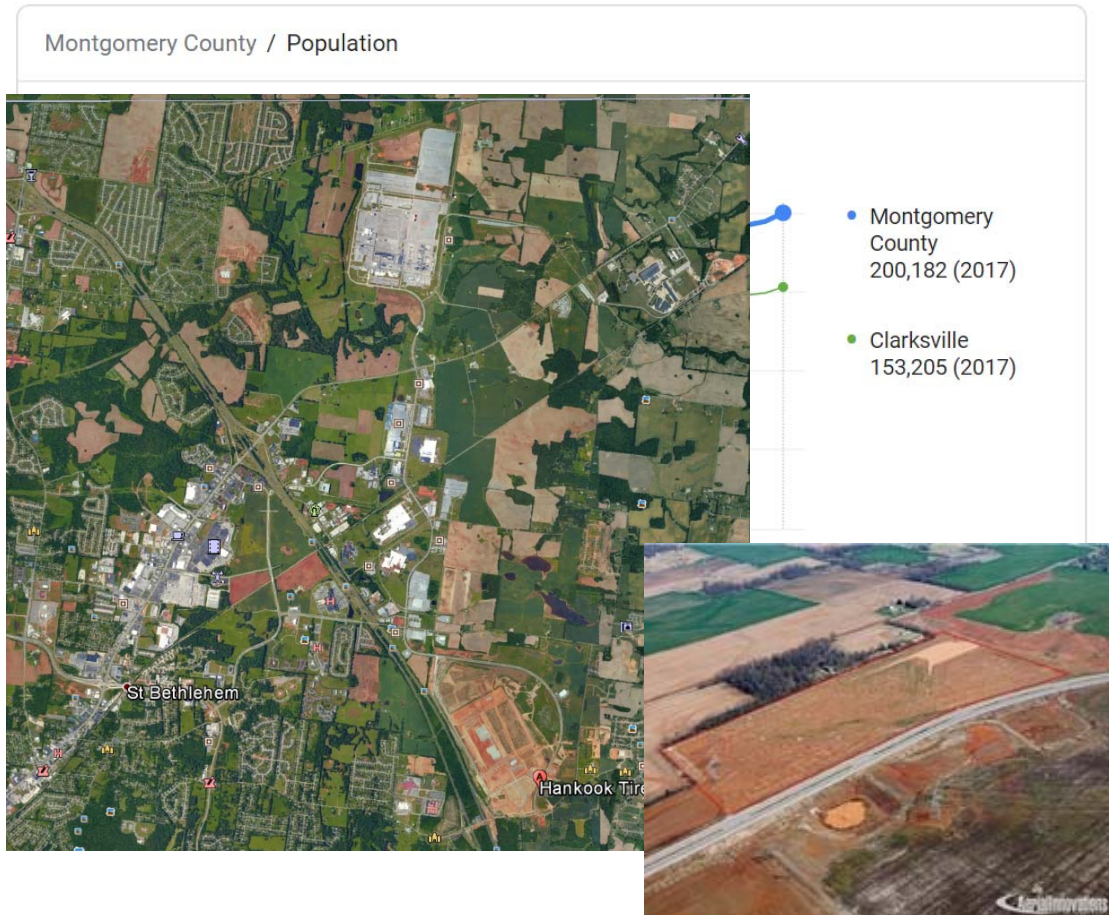 Montgomery County / Population
Montgomery
County
200,182 (2017)
Clarksville
153,205 (2017)
St Bethlehem
Hankook Tire
AerialInnovations